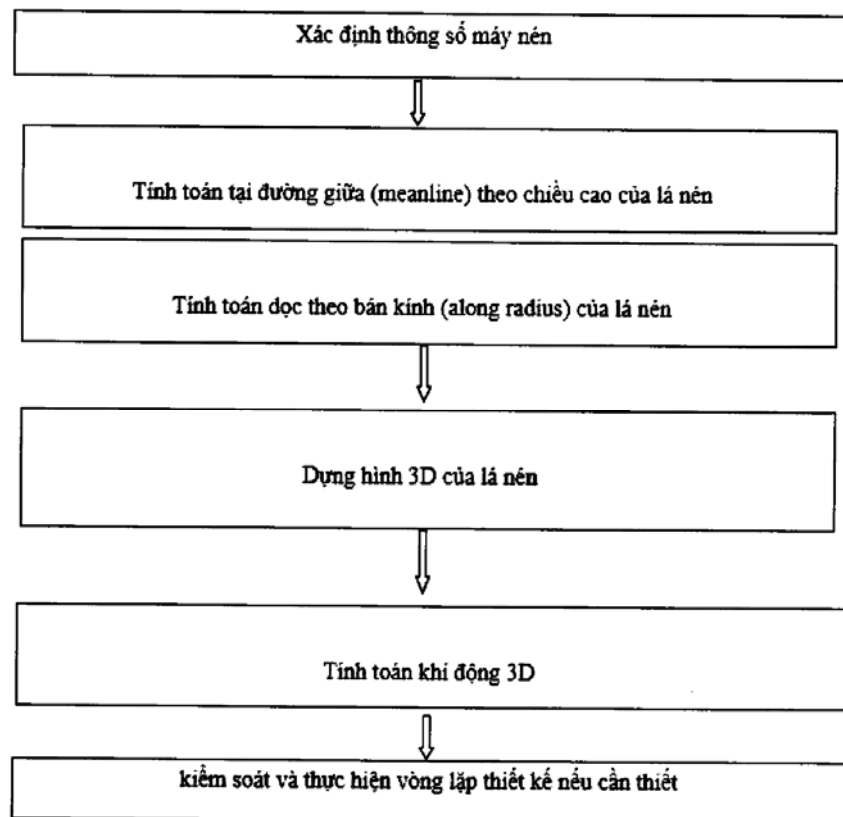 Xác định thông số máy nén
Tính toán tại đường giữa (meanline) theo chiều cao của lá nén
Tính toán dọc theo bán kính (along radius) của lá nén
Dựng hình 3D của lá nén
Tính toán khí động 3D
kiểm soát và thực hiện vòng lặp thiết kế nếu cần thiết